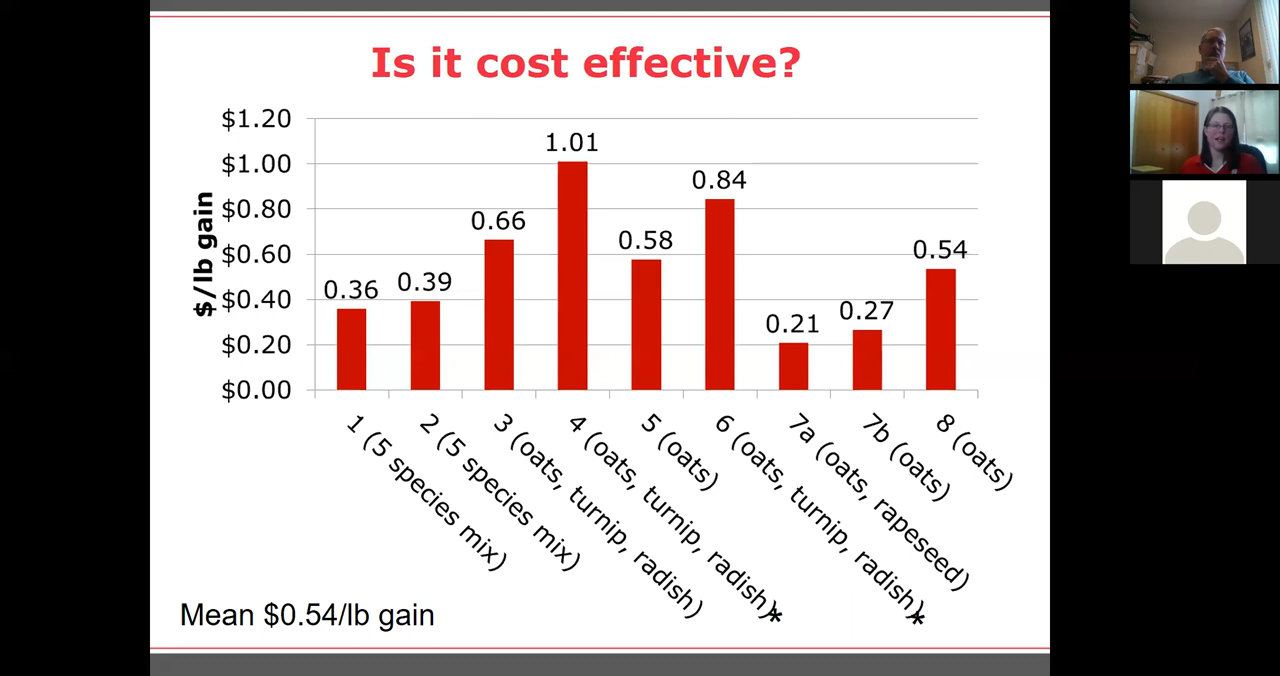 Is it cost effective?
$/lb gain
$1.20
$1.00
$0.80
$0.60
$0.40
$0.20
$0.00
0.36
0.39
0.66
1.01
0.58
0.84
0.21
0.27
0.54
1 (5 species mix)
2 (5 species mix)
3 (oats, turnip, radish)
4 (oats, turnip, radish)*
5 (oats)
6 (oats, turnip, radish)*
7a (oats, rapeseed)
7b (oats)
8 (oats)
Mean $0.54/lb gain